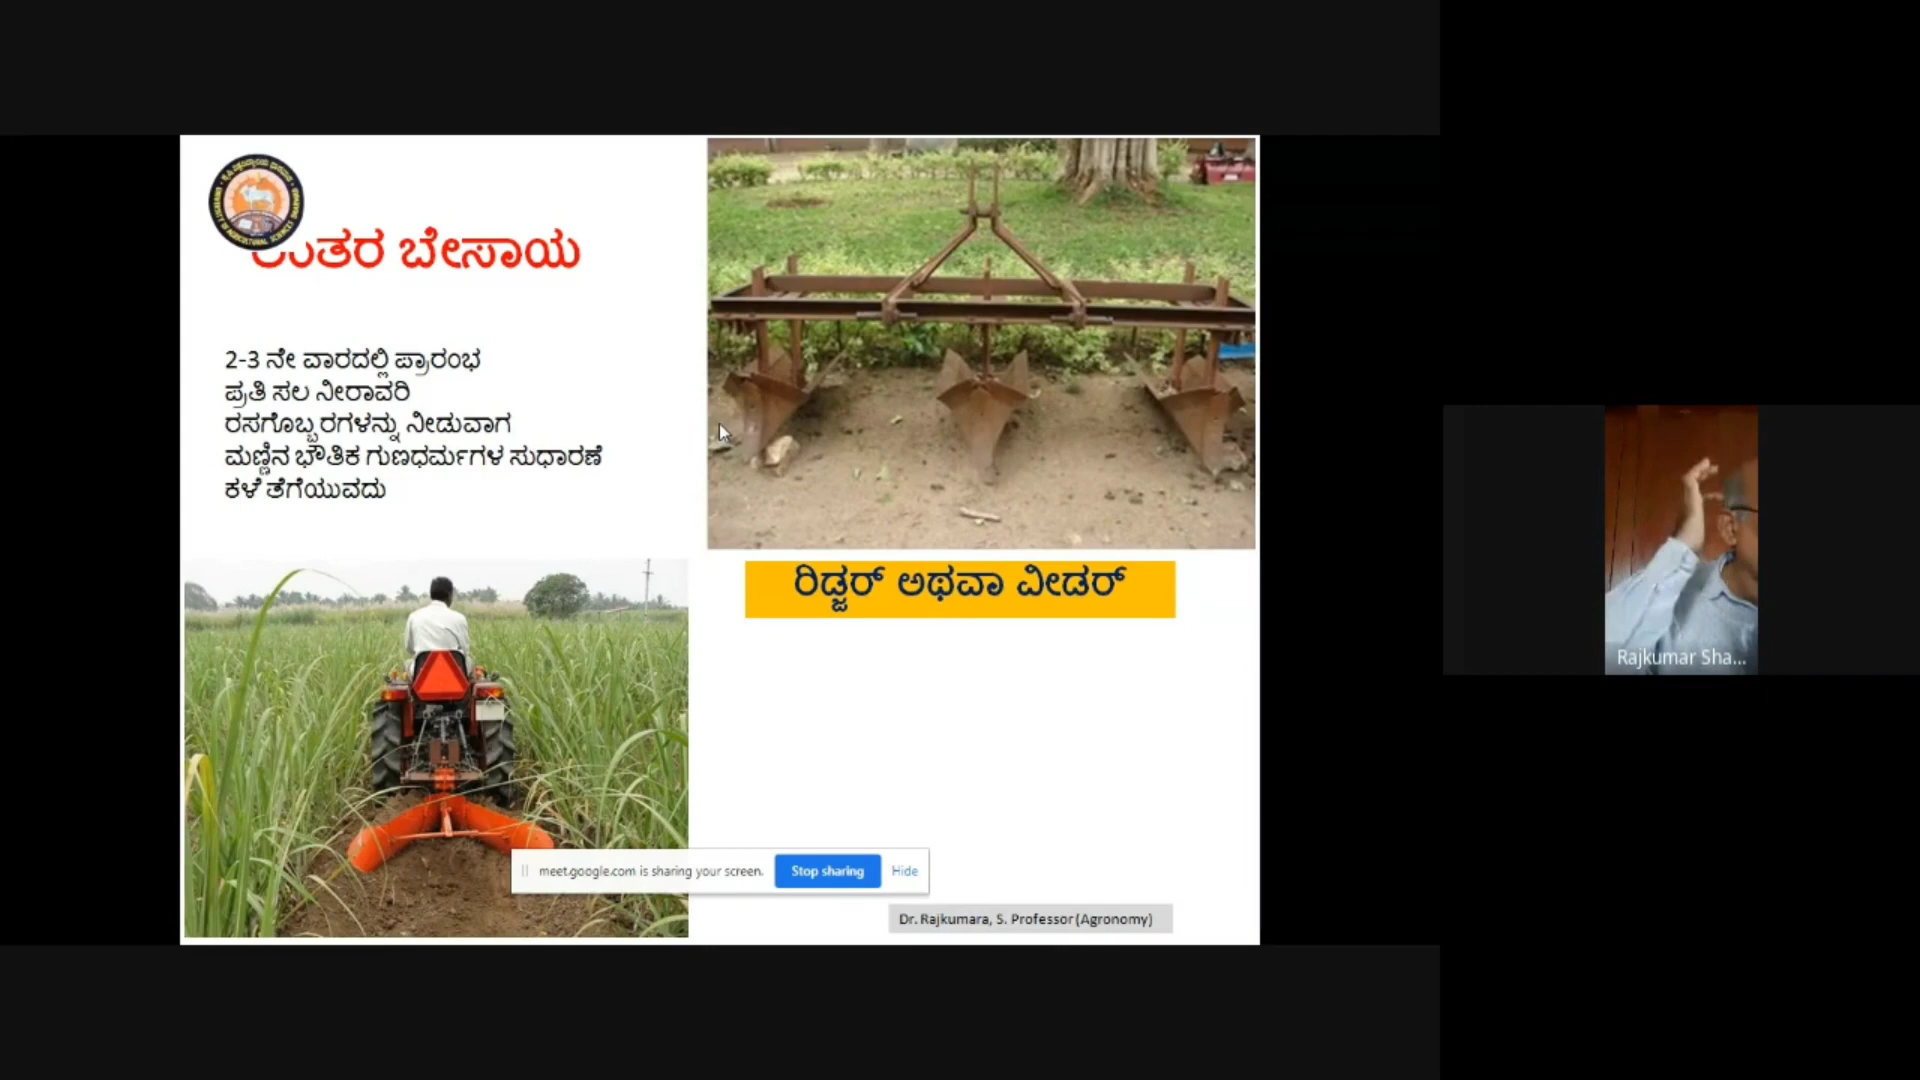 ಬೇಸಾಯ
2-3 ನೇ ವಾರದಲ್ಲಿ ಪ್ರಾರಂಭ
ಪ್ರತಿ ಸಲ ನೀರಾವರಿ
ರಸಗೊಬ್ಬರಗಳನ್ನು ನೀಡುವಾಗ
ಮಣ್ಣಿನ ಭೌತಿಕ ಗುಣಧರ್ಮಗಳ ಸುಧಾರಣೆ
ಕಳೆ ತೆಗೆಯುವದು
ರಿಡ್ಜರ್ ಅಥವಾ ವೀಡರ್
meet.google.com is sharing your screen. Stop sharing Hide
Dr. Rajkumara, S. Professor (Agronomy)
Rajkumar Sha...